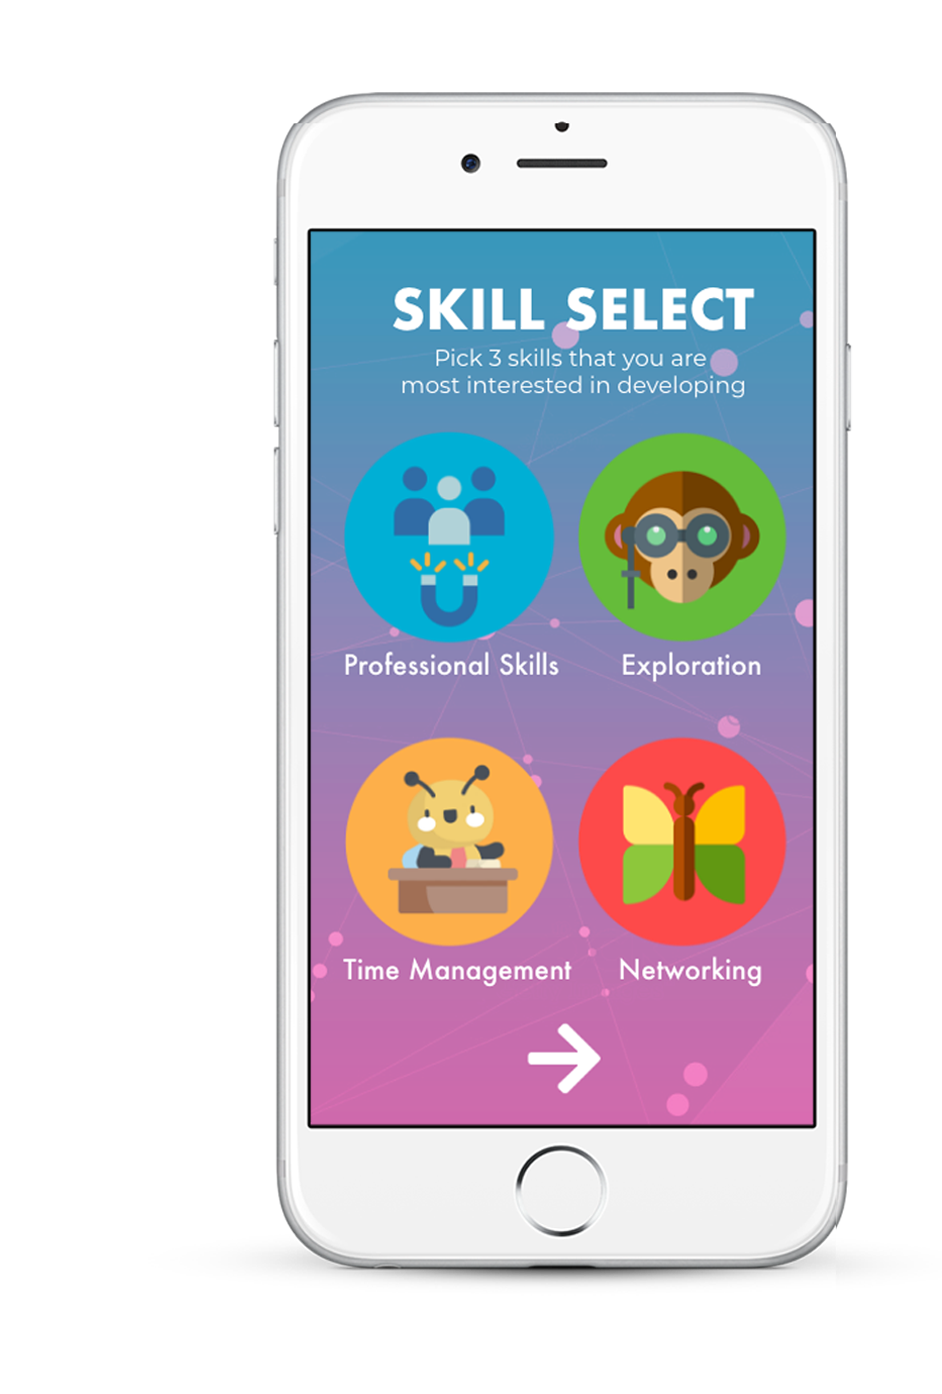 SKILL SELECT
Pick 3 skills that you are
most interested in developing
Professional Skills
Exploration
Time Management
Networking